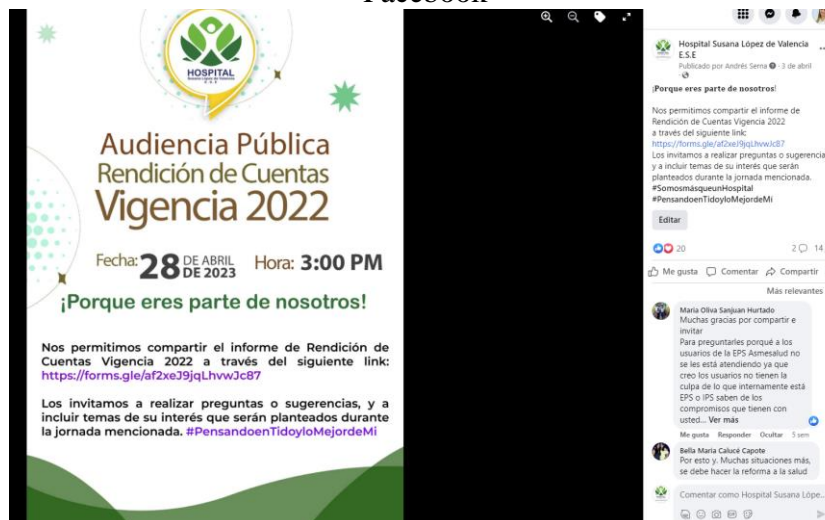 Facebook
HOSPITAL
Susana López de Valencia
E.S.E
Audiencia Pública
Rendición de Cuentas
Vigencia 2022
Fecha: 28 DE ABRIL DE 2023 Hora: 3:00 PM
¡Porque eres parte de nosotros!
Nos permitimos compartir el informe de Rendición de
Cuentas Vigencia 2022 a través del siguiente link:
https://forms.gle/af2xeJ9jqLhvwJc87
Los invitamos a realizar preguntas o sugerencias, y a
incluir temas de su interés que serán planteados durante
la jornada mencionada. #PensandoenTidoyloMejordeMi
Hospital Susana López de Valencia
E.S.E
Publicado por Andrés Serna · 3 de abril
¡Porque eres parte de nosotros!
Nos permitimos compartir el informe de
Rendición de Cuentas Vigencia 2022
a través del siguiente link:
https://forms.gle/af2xeJ9jqLhvwJc87
Los invitamos a realizar preguntas o sugerencias
y a incluir temas de su interés que serán
planteados durante la jornada mencionada.
#SomosmásqueunHospital
#PensandoenTidoyloMejordeMi
Editar
20 2 14
Me gusta Comentar Compartir
Más relevantes
Maria Oliva Sanjuan Hurtado
Muchas gracias por compartir e
invitar
Para preguntarles porqué a los
usuarios de la EPS Asmesalud no
se les está atendiendo ya que
creo los usuarios no tienen la
culpa de lo que internamente está
EPS o IPS saben de los
compromisos que tienen con
usted... Ver más
Me gusta Responder Ocultar 5 sem
Bella Maria Calucé Capote
Por esto y. Muchas situaciones más,
se debe hacer la reforma a la salud
Comentar como Hospital Susana Lópe...